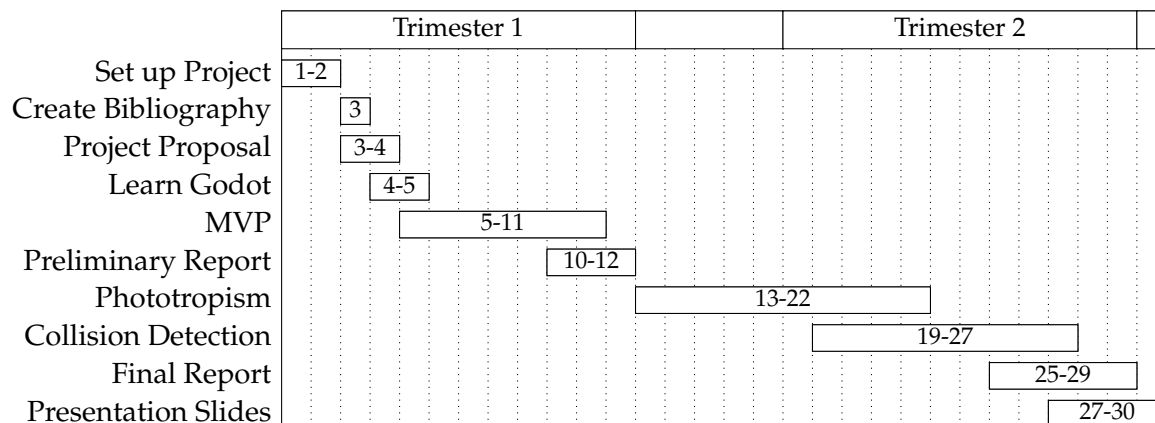 Trimester 1 Trimester 2
Set up Project 1-2
Create Bibliography 3
Project Proposal 3-4
Learn Godot 4-5
MVP 5-11
Preliminary Report 10-12
Phototropism 13-22
Collision Detection 19-27
Final Report 25-29
Presentation Slides 27-30